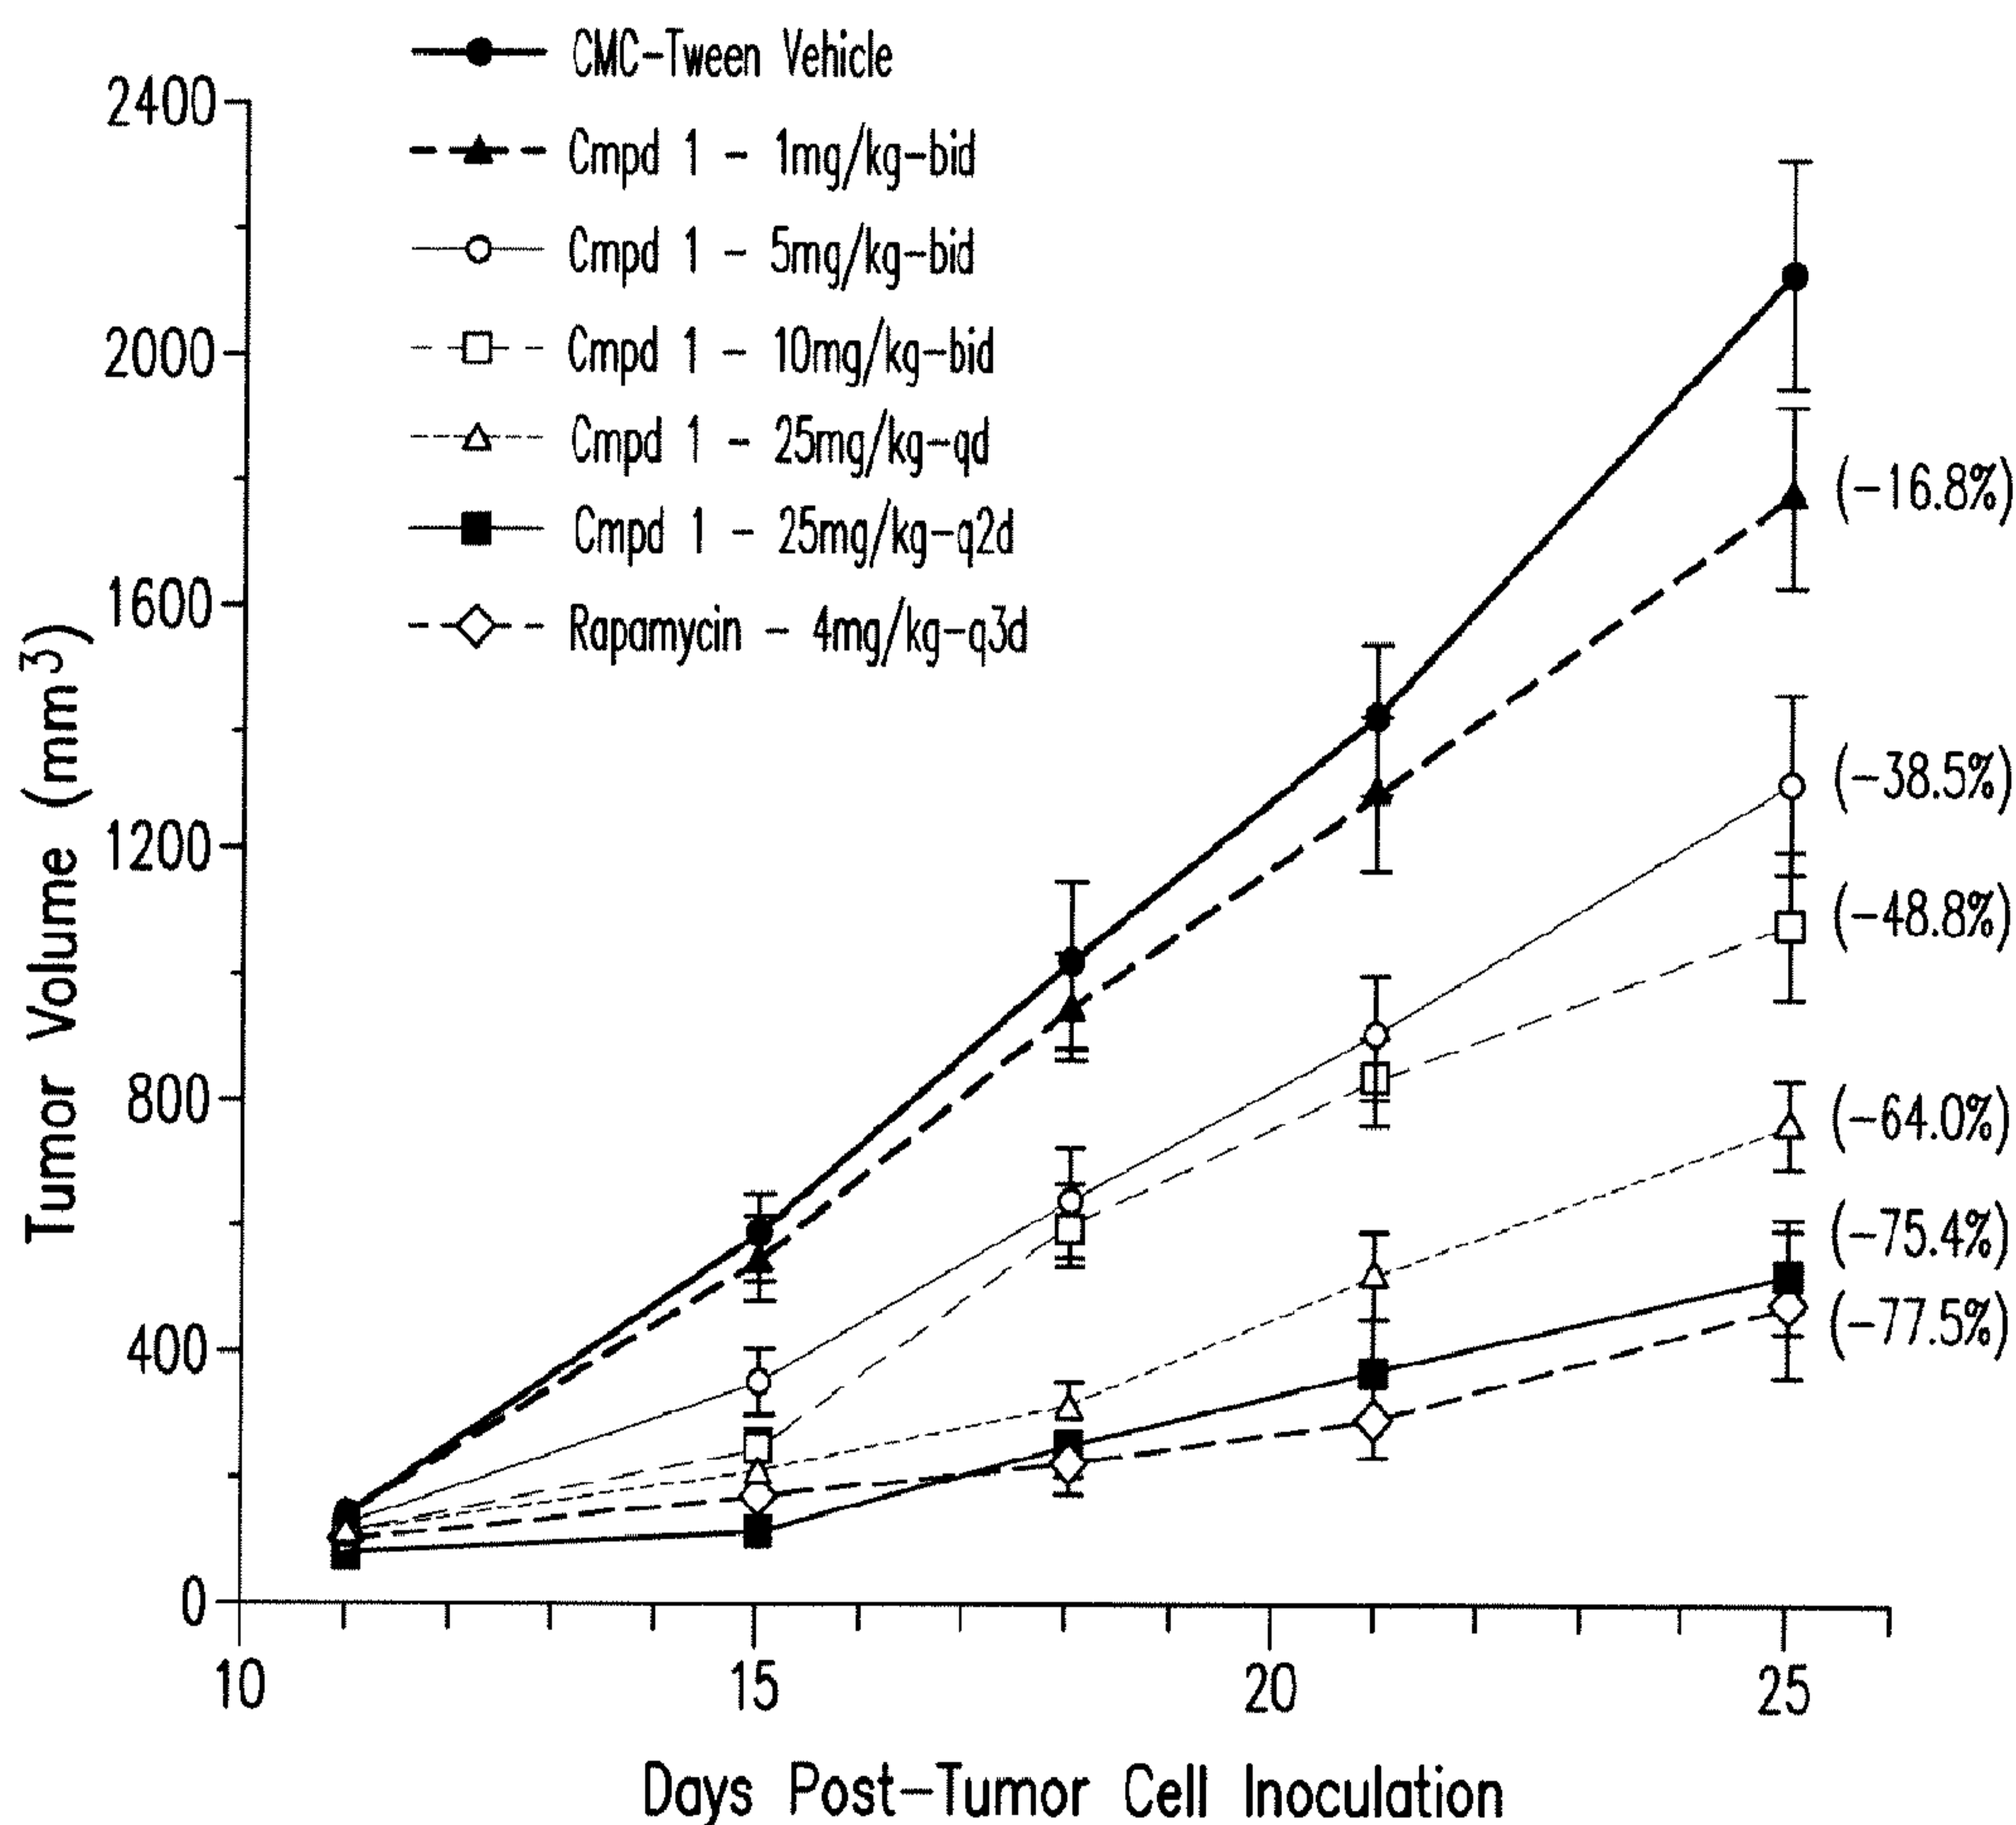 CMC-Tween Vehicle
Cmpd 1 - 1mg/kg-bid
Cmpd 1 - 5mg/kg-bid
Cmpd 1 - 10mg/kg-bid
Cmpd 1 - 25mg/kg-qd
Cmpd 1 - 25mg/kg-q2d
Rapamycin - 4mg/kg-q3d
2400
2000
1600
1200
800
400
0
Tumor Volume (mm³)
(-16.8%)
(-38.5%)
(-48.8%)
(-64.0%)
(-75.4%)
(-77.5%)
10 15 20 25
Days Post-Tumor Cell Inoculation